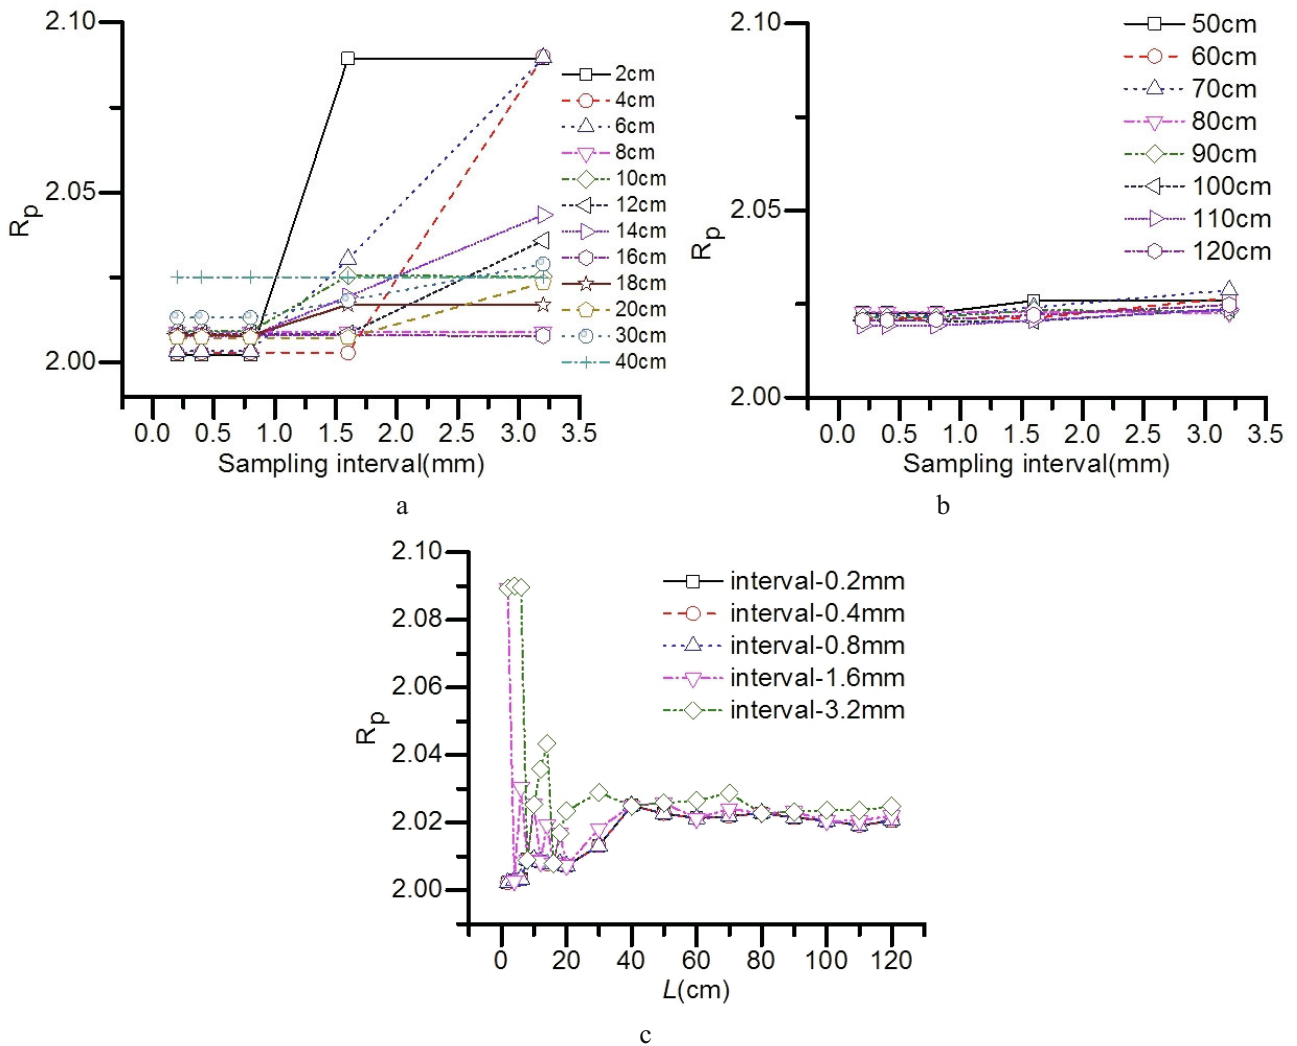 2.10
2.05
2.00
Rp
0.0 0.5 1.0 1.5 2.0 2.5 3.0 3.5
Sampling interval(mm)
2cm
4cm
6cm
8cm
10cm
12cm
14cm
16cm
18cm
20cm
30cm
40cm
a
2.10
2.05
2.00
Rp
0.0 0.5 1.0 1.5 2.0 2.5 3.0 3.5
Sampling interval(mm)
50cm
60cm
70cm
80cm
90cm
100cm
110cm
120cm
b
2.10
2.08
2.06
2.04
2.02
2.00
Rp
0 20 40 60 80 100 120
L(cm)
interval-0.2mm
interval-0.4mm
interval-0.8mm
interval-1.6mm
interval-3.2mm
c